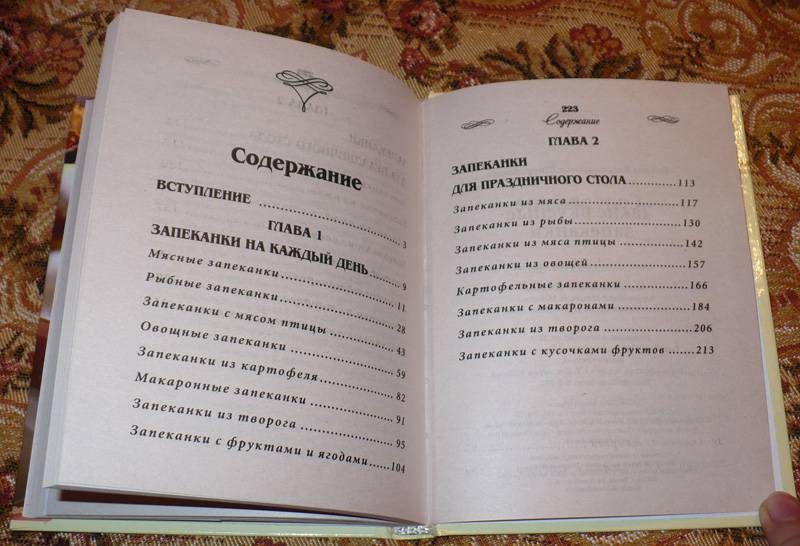 Содержание
ВСТУПЛЕНИЕ ........................ 3
ГЛАВА 1
ЗАПЕКАНКИ НА КАЖДЫЙ ДЕНЬ ...... 9
Мясные запеканки ........................ 11
Рыбные запеканки ........................ 28
Запеканки с мясом птицы ................ 43
Овощные запеканки ...................... 59
Запеканки из картофеля ................. 82
Макаронные запеканки ................... 91
Запеканки из творога .................... 95
Запеканки с фруктами и ягодами ..... 104
223
Содержание
ГЛАВА 2
ЗАПЕКАНКИ
ДЛЯ ПРАЗДНИЧНОГО СТОЛА ............ 113
Запеканки из мяса ........................ 117
Запеканки из рыбы ....................... 130
Запеканки из мяса птицы .............. 142
Запеканки из овощей .................... 157
Картофельные запеканки ............... 166
Запеканки с макаронами ............... 184
Запеканки из творога ................... 206
Запеканки с кусочками фруктов ...... 213